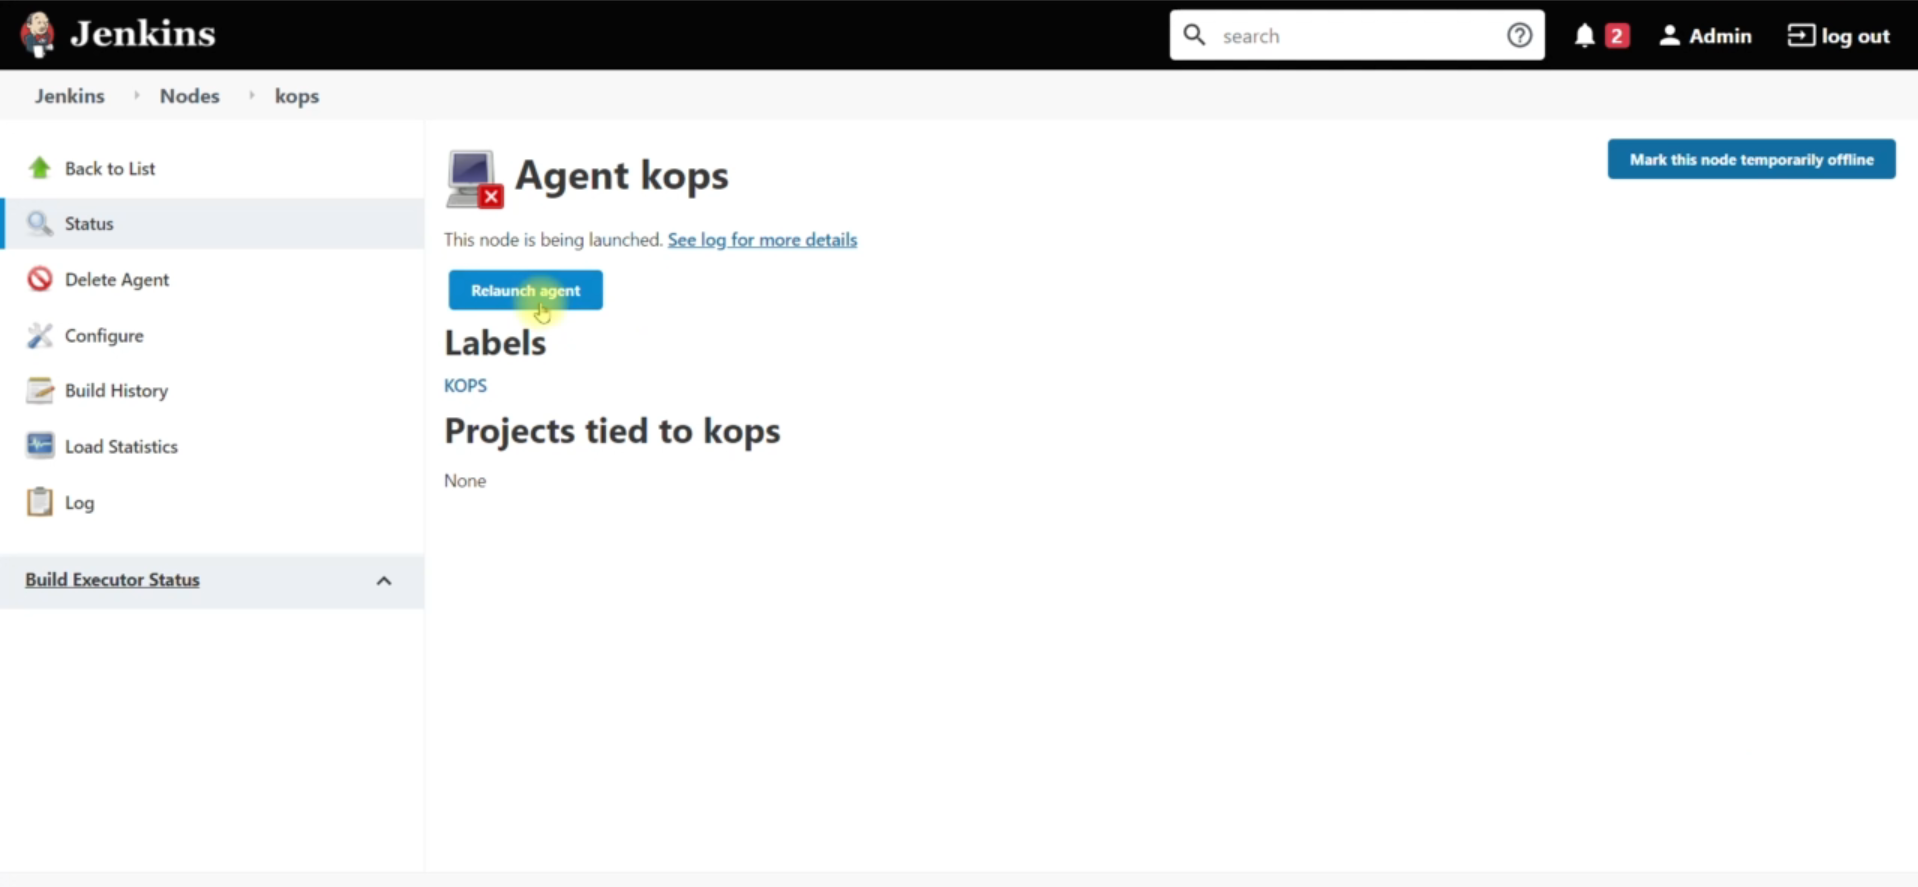 Jenkins
search
2
Admin
log out
Jenkins
Nodes
kops
Back to List
Status
Delete Agent
Configure
Build History
Load Statistics
Log
Build Executor Status
Agent kops
Mark this node temporarily offline
This node is being launched. See log for more details
Relaunch agent
Labels
KOPS
Projects tied to kops
None